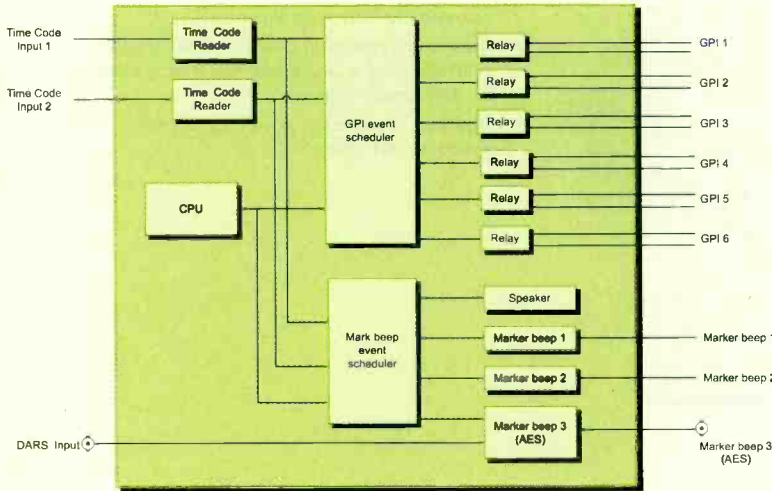 Time Code
Input 1
Time Code
Reader
Relay
GPI 1
Time Code
Input 2
Time Code
Reader
Relay
GPI 2
GPI event
scheduler
Relay
GPI 3
Relay
GPI 4
CPU
Relay
GPI 5
Relay
GPI 6
Speaker
Mark beep
event
scheduler
Marker beep 1
Marker beep 1
Marker beep 2
Marker beep 2
DARS Input
Marker beep 3
(AES)
Marker beep 3
(AES)